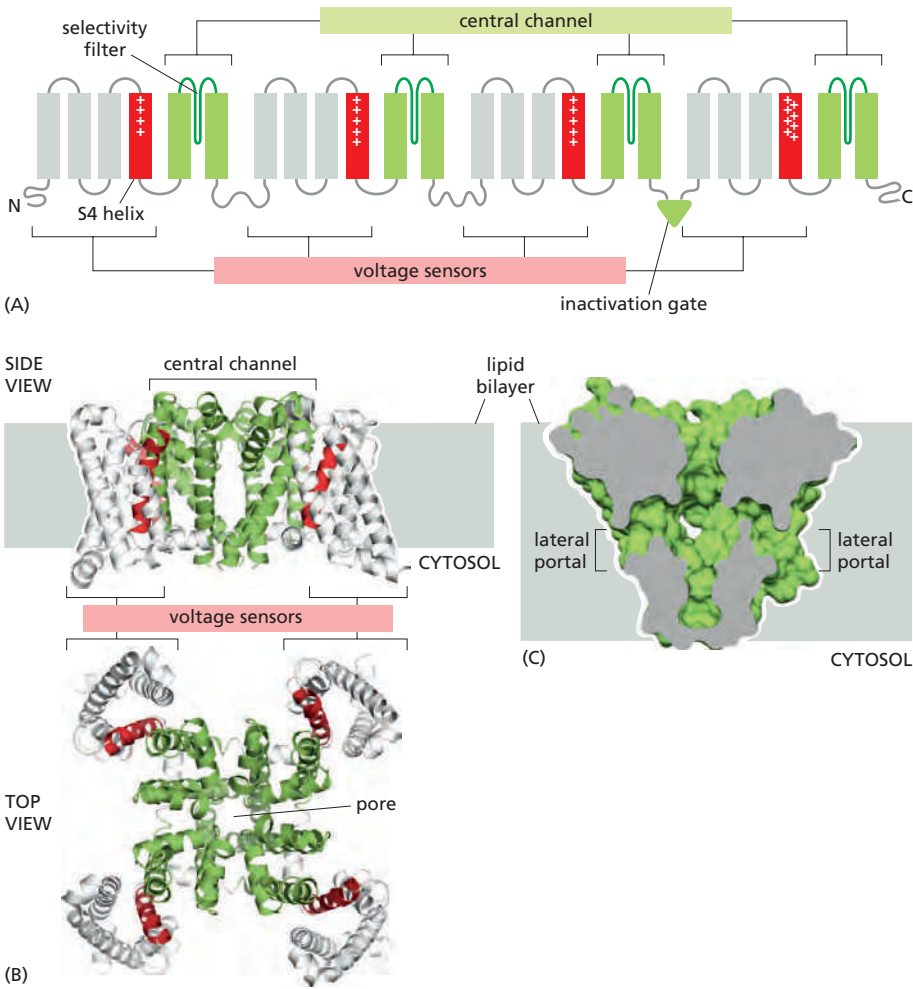 central channel
selectivity
filter
++++
+++++
+++++
N
C
S4 helix
voltage sensors
inactivation gate
(A)
SIDE
VIEW
central channel
lipid
bilayer
lateral
portal
lateral
portal
CYTOSOL
voltage sensors
(C)
CYTOSOL
TOP
VIEW
pore
(B)